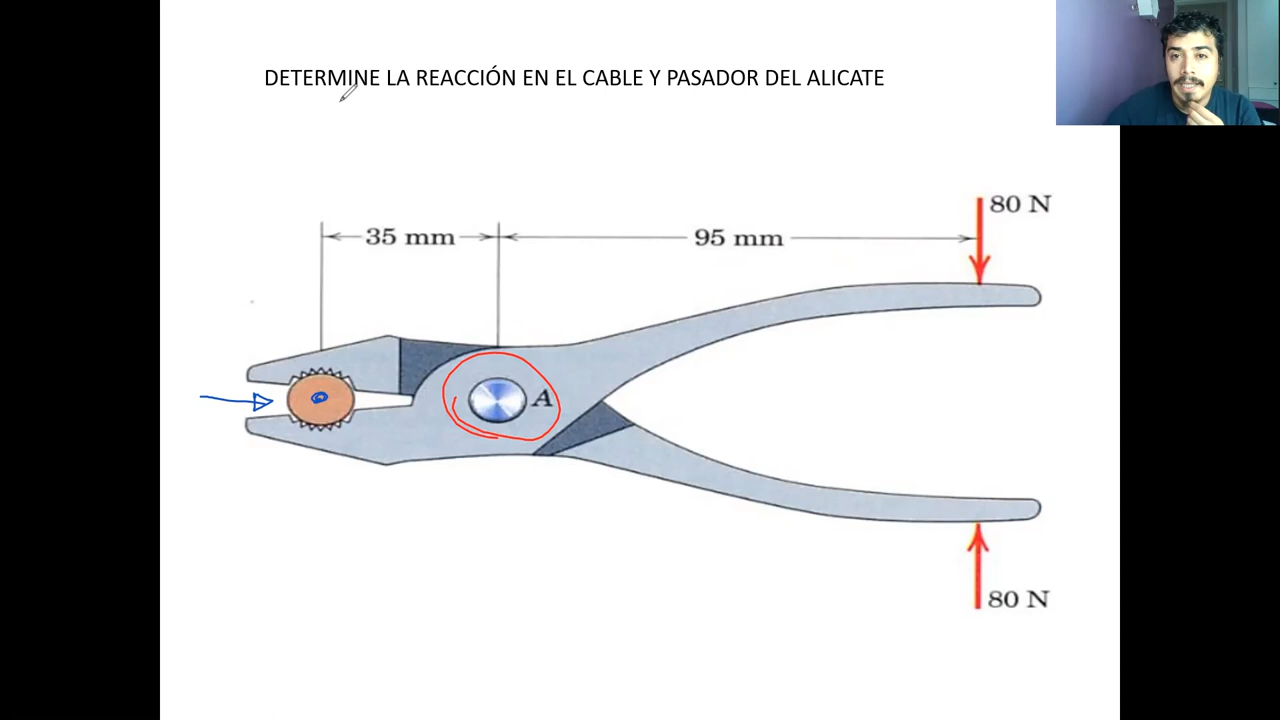 DETERMINE LA REACCIÓN EN EL CABLE Y PASADOR DEL ALICATE
80 N
35 mm
95 mm
A
80 N